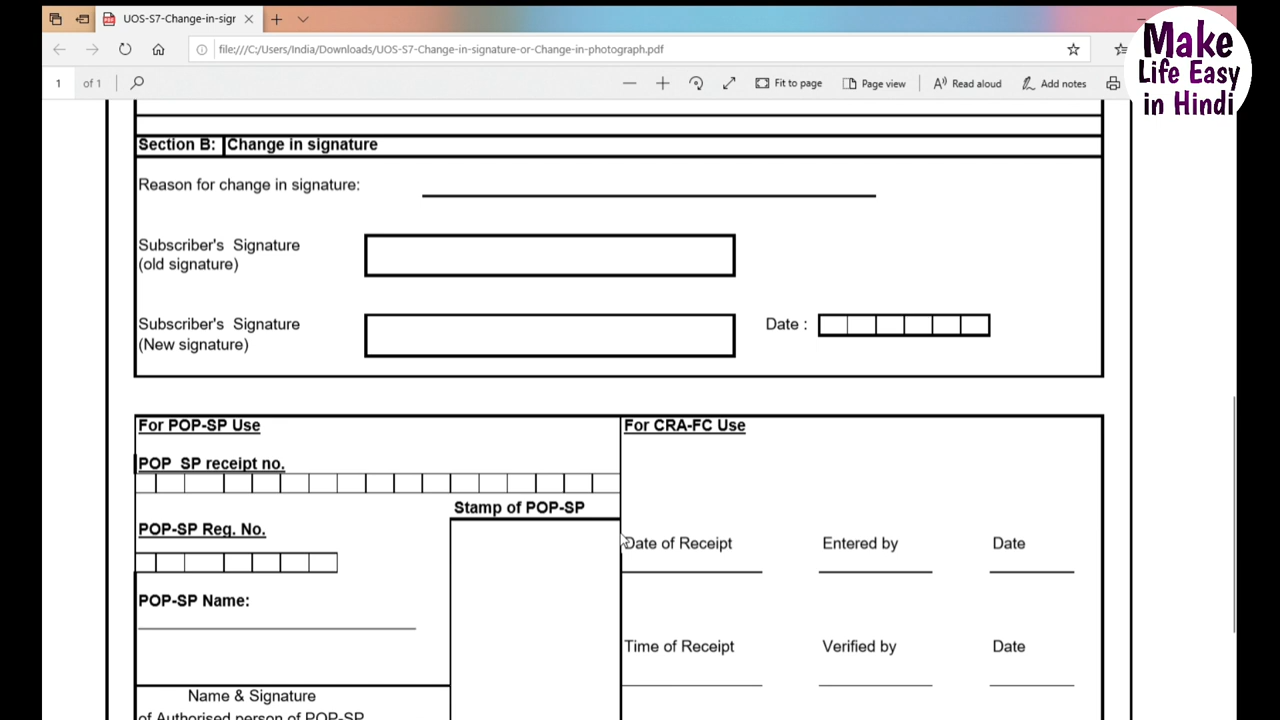 UOS-S7-Change-in-sigr
file:///C:/Users/India/Downloads/UOS-S7-Change-in-signature-or-Change-in-photograph.pdf
1 of 1
Fit to page
Page view
Read aloud
Add notes
Make
Life Easy
in Hindi
Section B: Change in signature
Reason for change in signature:
Subscriber's Signature
(old signature)
Subscriber's Signature
(New signature)
Date :
For POP-SP Use
POP SP receipt no.
Stamp of POP-SP
POP-SP Reg. No.
POP-SP Name:
Name & Signature
of Authorised person of POP-SP
For CRA-FC Use
Date of Receipt Entered by Date
Time of Receipt Verified by Date